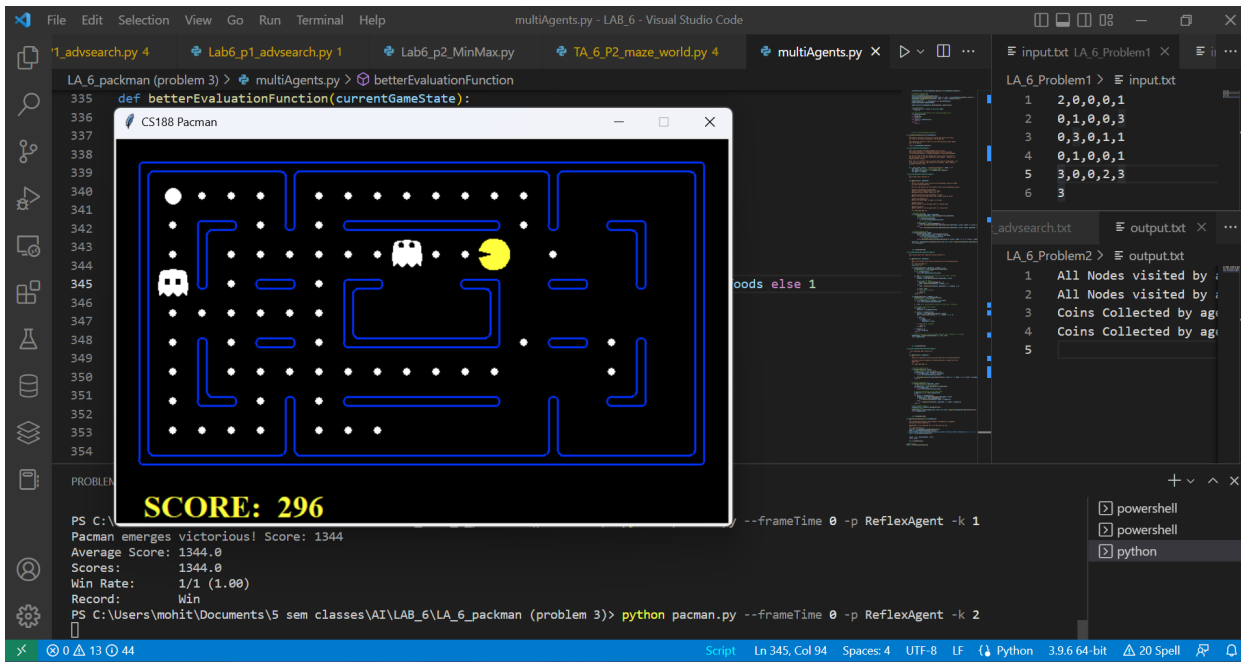 File Edit Selection View Go Run Terminal Help
multiAgents.py - LAB_6 - Visual Studio Code
1_advsearch.py 4
Lab6_p1_advsearch.py 1
Lab6_p2_MinMax.py
TA_6_P2_maze_world.py 4
multiAgents.py
input.txt LA_6_Problem1
LA_6_packman (problem 3) > multiAgents.py > betterEvaluationFunction
335 def betterEvaluationFunction(currentGameState):
336
337
338
339
340
341
342
343
344
345 oods else 1
346
347
348
349
350
351
352
353
354
CS188 Pacman
SCORE: 296
LA_6_Problem1 > input.txt
1 2,0,0,0,1
2 0,1,0,0,3
3 0,3,0,1,1
4 0,1,0,0,1
5 3,0,0,2,3
6 3
_advsearch.txt
output.txt
LA_6_Problem2 > output.txt
1 All Nodes visited by
2 All Nodes visited by
3 Coins Collected by age
4 Coins Collected by age
5
PROBLEM
PS C:\ --frameTime 0 -p ReflexAgent -k 1
Pacman emerges victorious! Score: 1344
Average Score: 1344.0
Scores: 1344.0
Win Rate: 1/1 (1.00)
Record: Win
PS C:\Users\mohit\Documents\5 sem classes\AI\LAB_6\LA_6_packman (problem 3)> python pacman.py --frameTime 0 -p ReflexAgent -k 2
powershell
powershell
python
0 13 44
Script Ln 345, Col 94 Spaces: 4 UTF-8 LF Python 3.9.6 64-bit 20 Spell